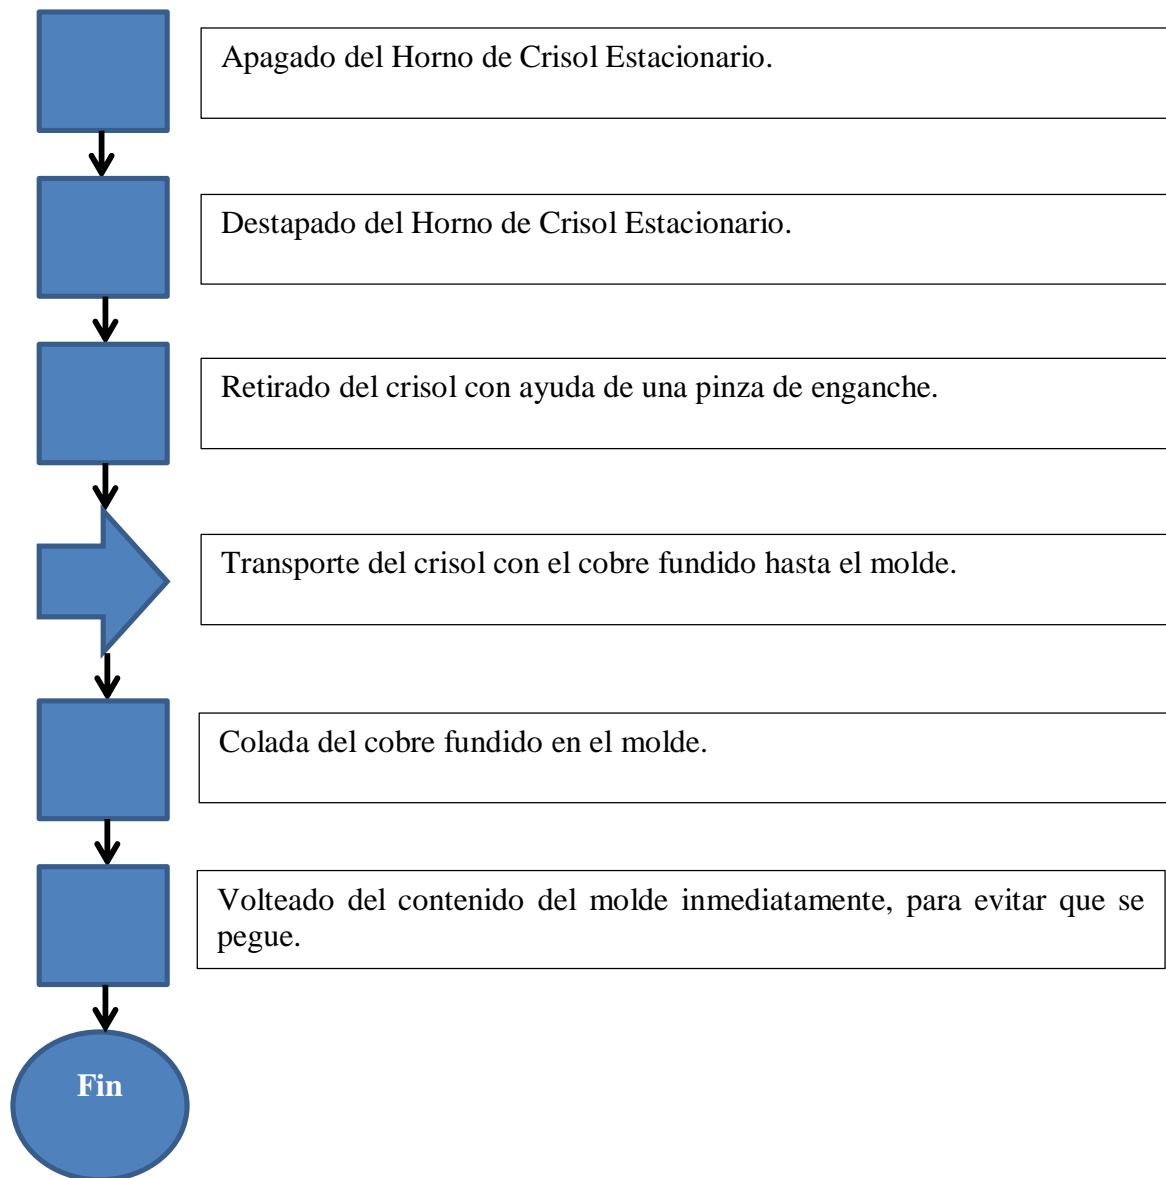 Apagado del Horno de Crisol Estacionario.
Destapado del Horno de Crisol Estacionario.
Retirado del crisol con ayuda de una pinza de enganche.
Transporte del crisol con el cobre fundido hasta el molde.
Colada del cobre fundido en el molde.
Volteado del contenido del molde inmediatamente, para evitar que se
pegue.
Fin